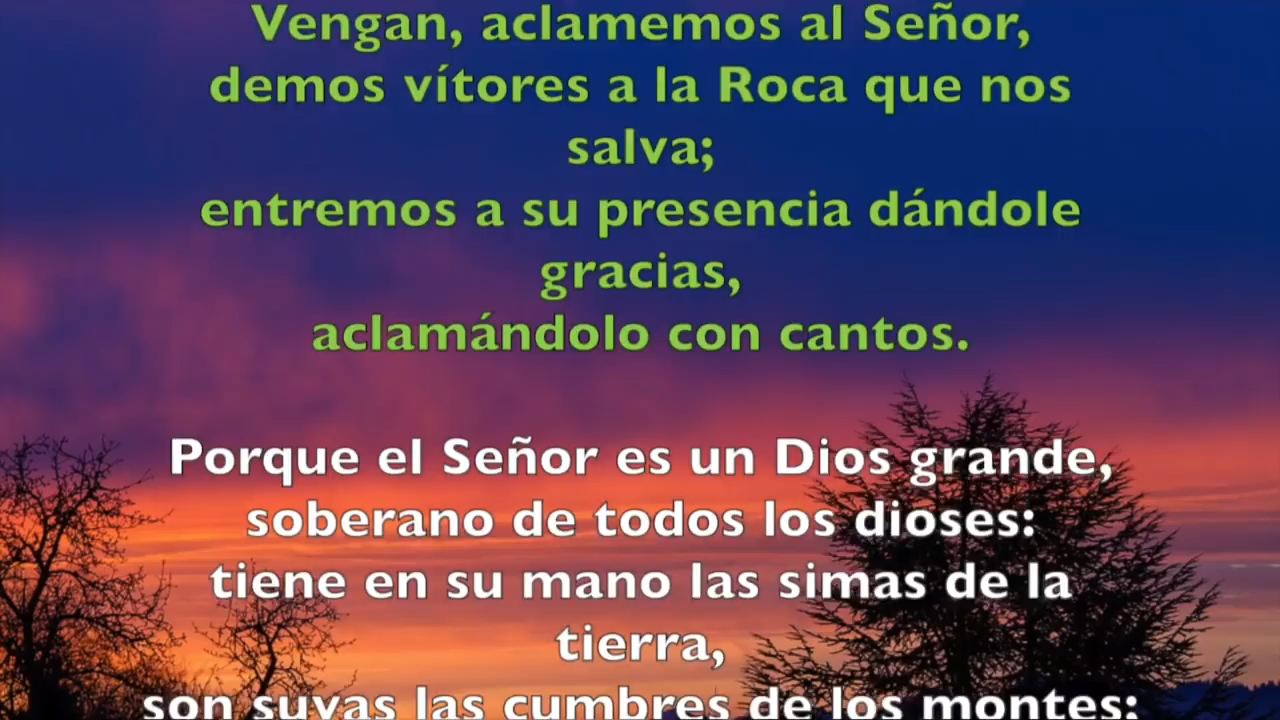 Vengan, aclamemos al Señor,
demos vítores a la Roca que nos
salva;
entremos a su presencia dándole
gracias,
aclamándolo con cantos.
Porque el Señor es un Dios grande,
soberano de todos los dioses:
tiene en su mano las simas de la
tierra,
son suyas las cumbres de los montes;